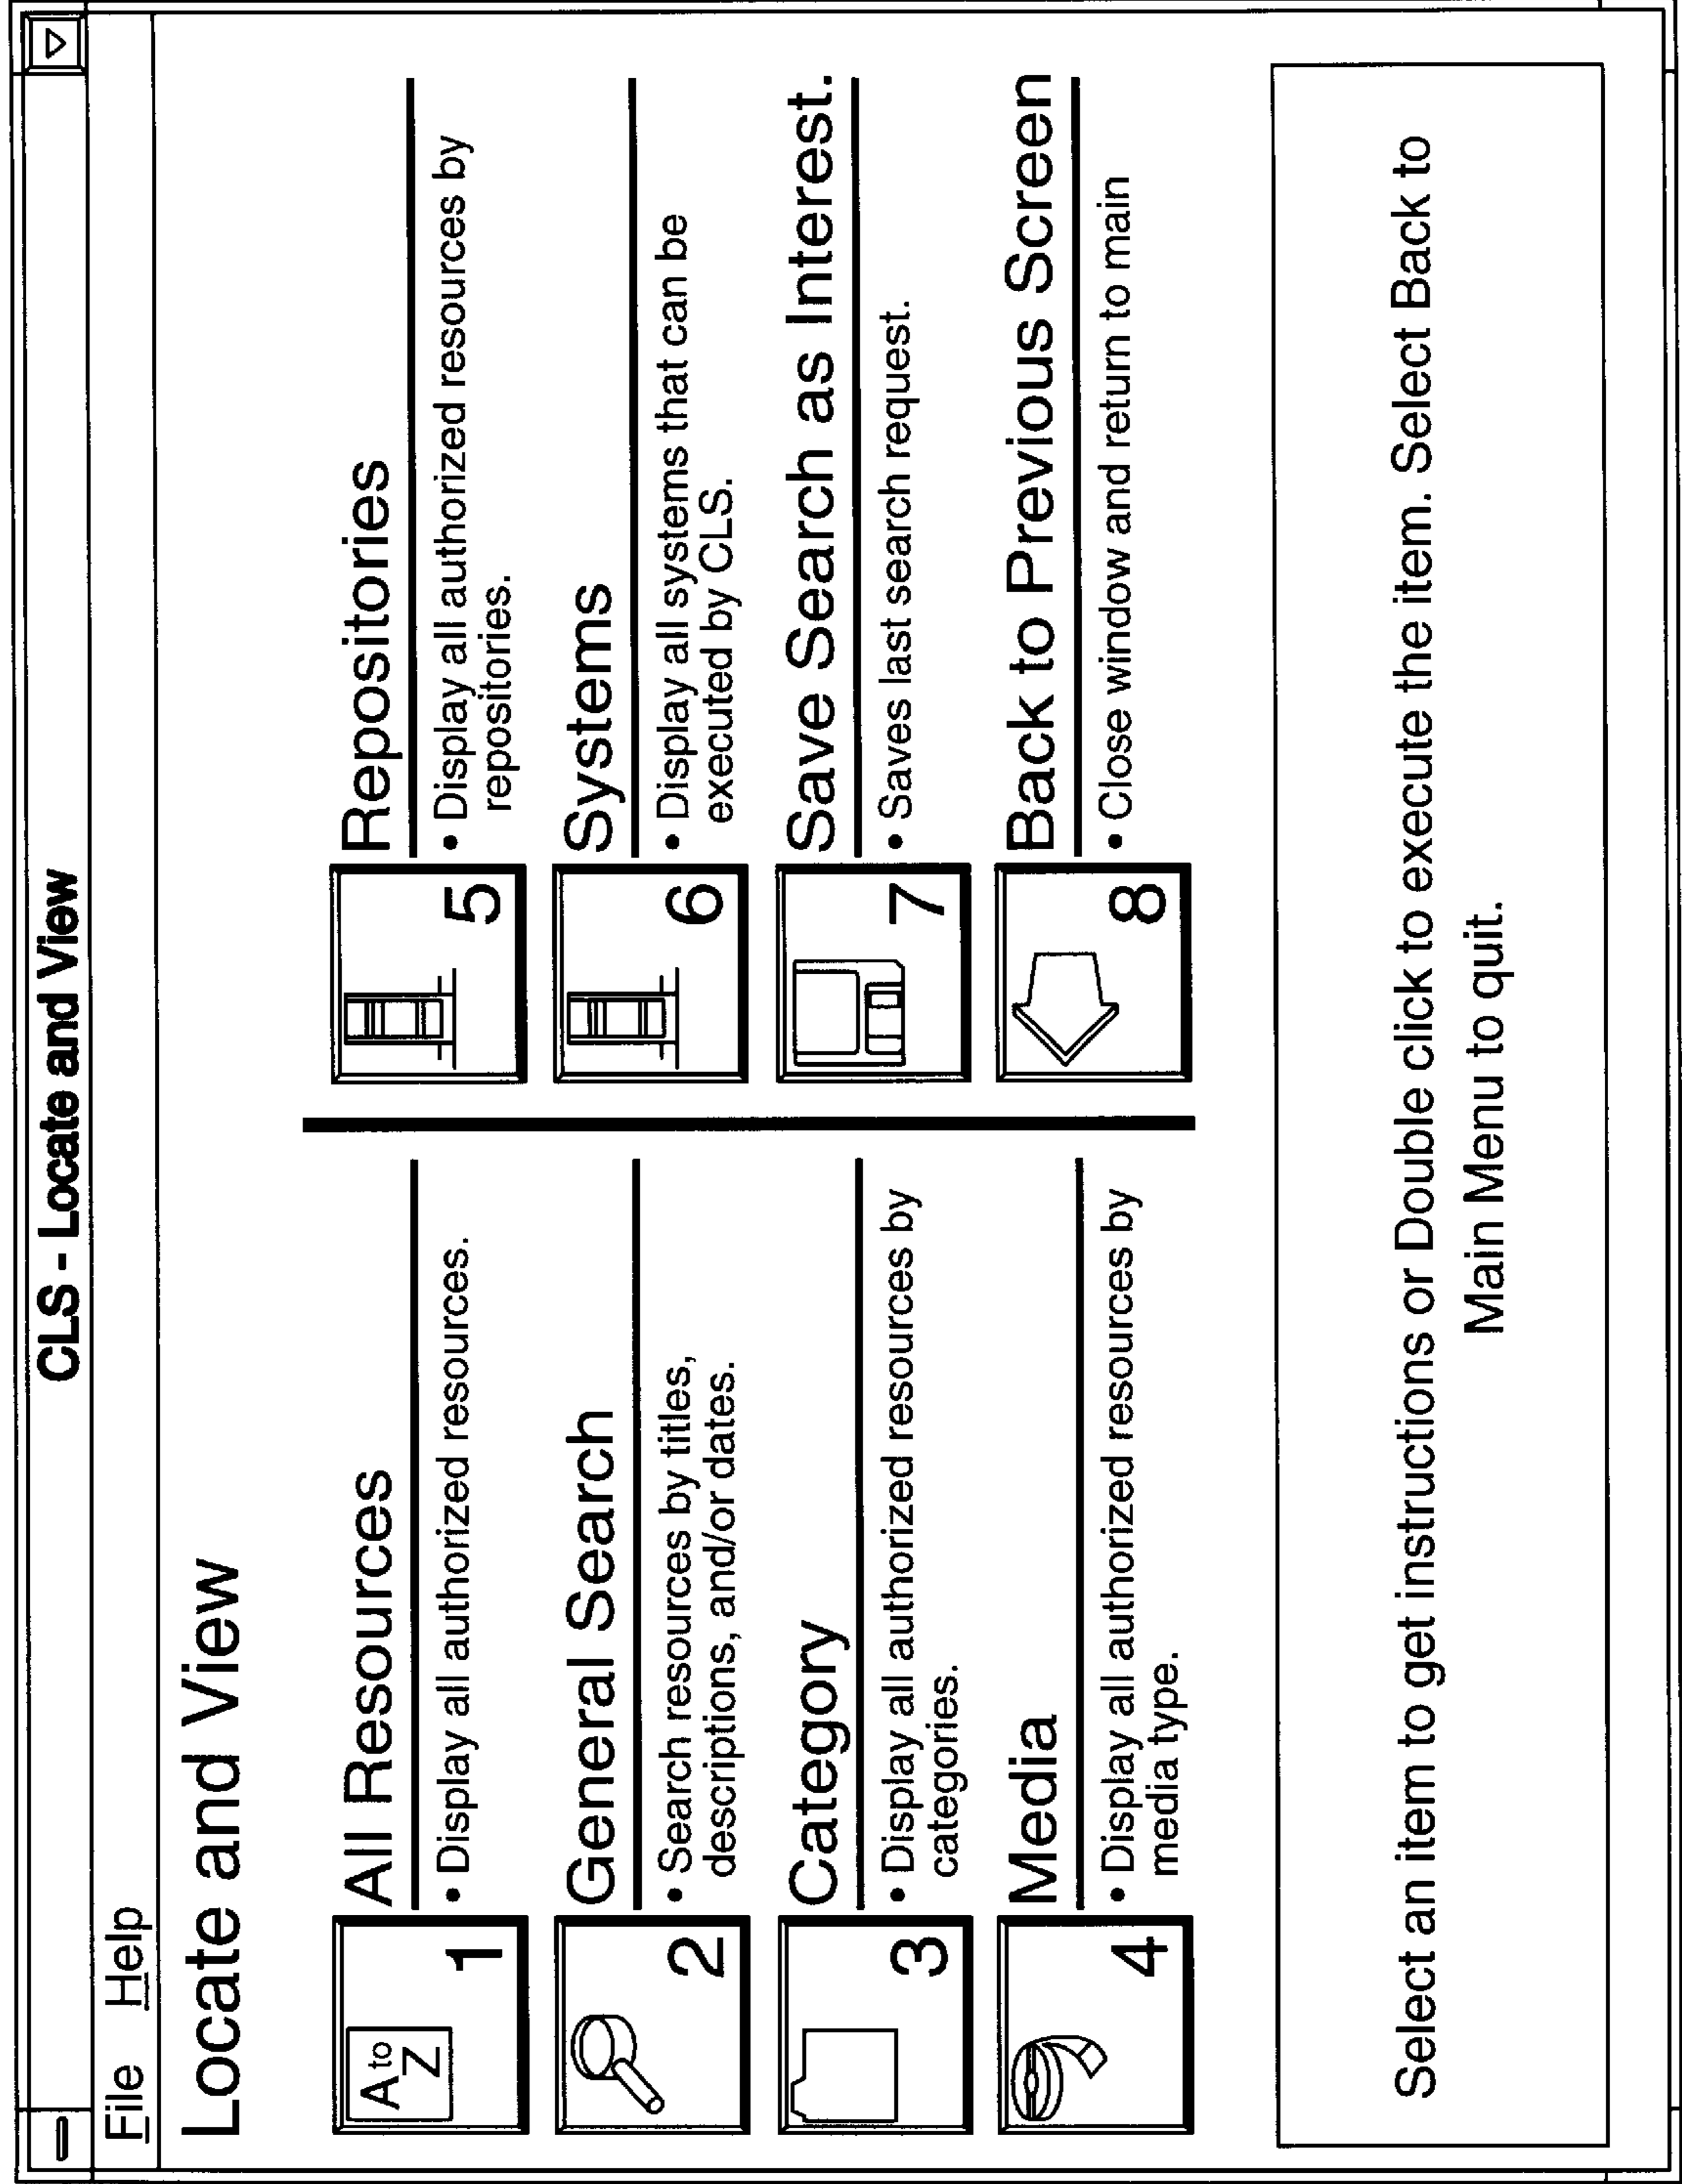 CLS - Locate and View
File Help
Locate and View
A to
Z
1
All Resources
• Display all authorized resources.
2
General Search
• Search resources by titles,
descriptions, and/or dates.
3
Category
• Display all authorized resources by
categories.
4
Media
• Display all authorized resources by
media type.
5
Repositories
• Display all authorized resources by
repositories.
6
Systems
• Display all systems that can be
executed by CLS.
7
Save Search as Interest.
• Saves last search request.
8
Back to Previous Screen
• Close window and return to main
Select an item to get instructions or Double click to execute the item. Select Back to
Main Menu to quit.